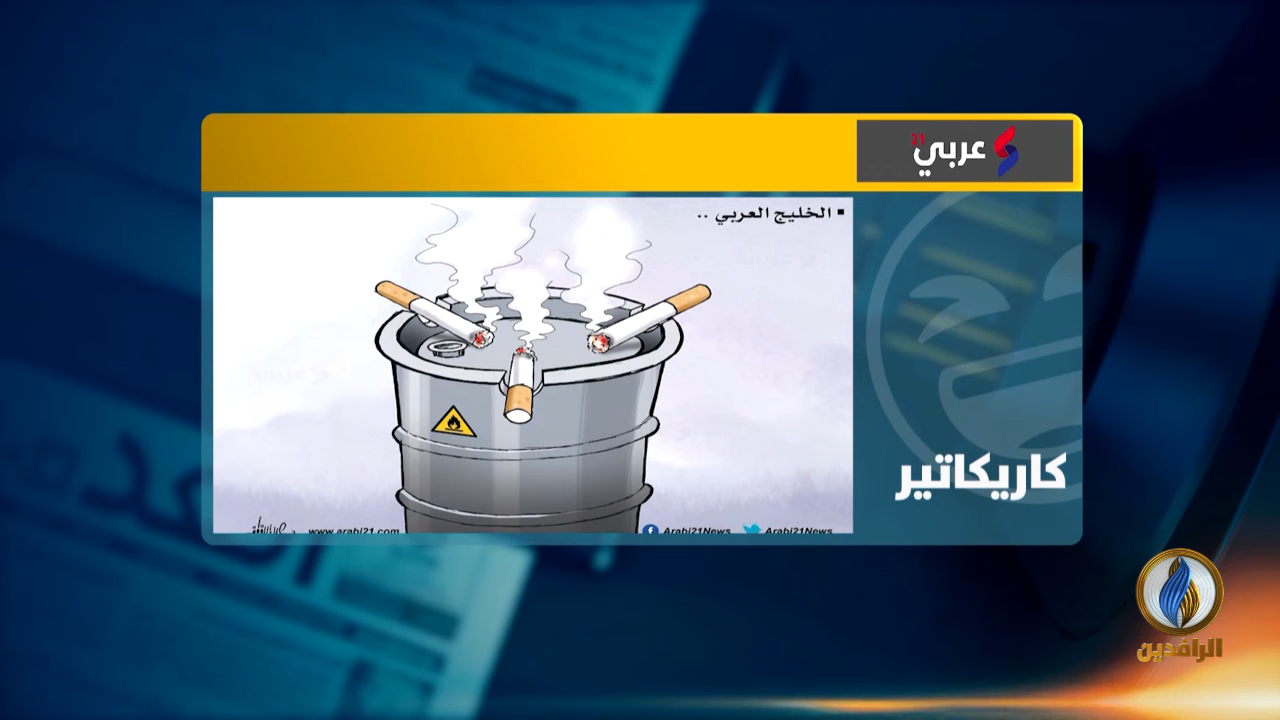 عربي 21
▪ الخليج العربي ..
كاريكاتير
www.arabi21.com
Arabi21News
Arabi21News
الرافدين